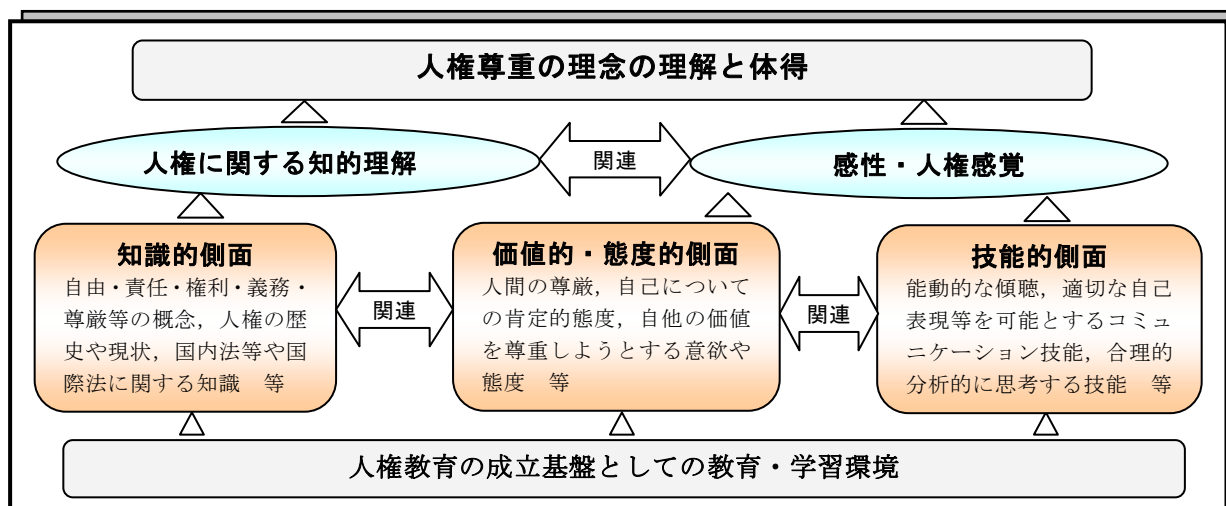 人権尊重の理念の理解と体得
人権に関する知的理解
関連
感性・人権感覚
知識的側面
自由・責任・権利・義務・
尊厳等の概念，人権の歴
史や現状，国内法等や国
際法に関する知識　等
関連
価値的・態度的側面
人間の尊厳，自己について
の肯定的態度，自他の価値
を尊重しようとする意欲や
態度　等
関連
技能的側面
能動的な傾聴，適切な自己
表現等を可能とするコミュ
ニケーション技能，合理的
分析的に思考する技能　等
人権教育の成立基盤としての教育・学習環境